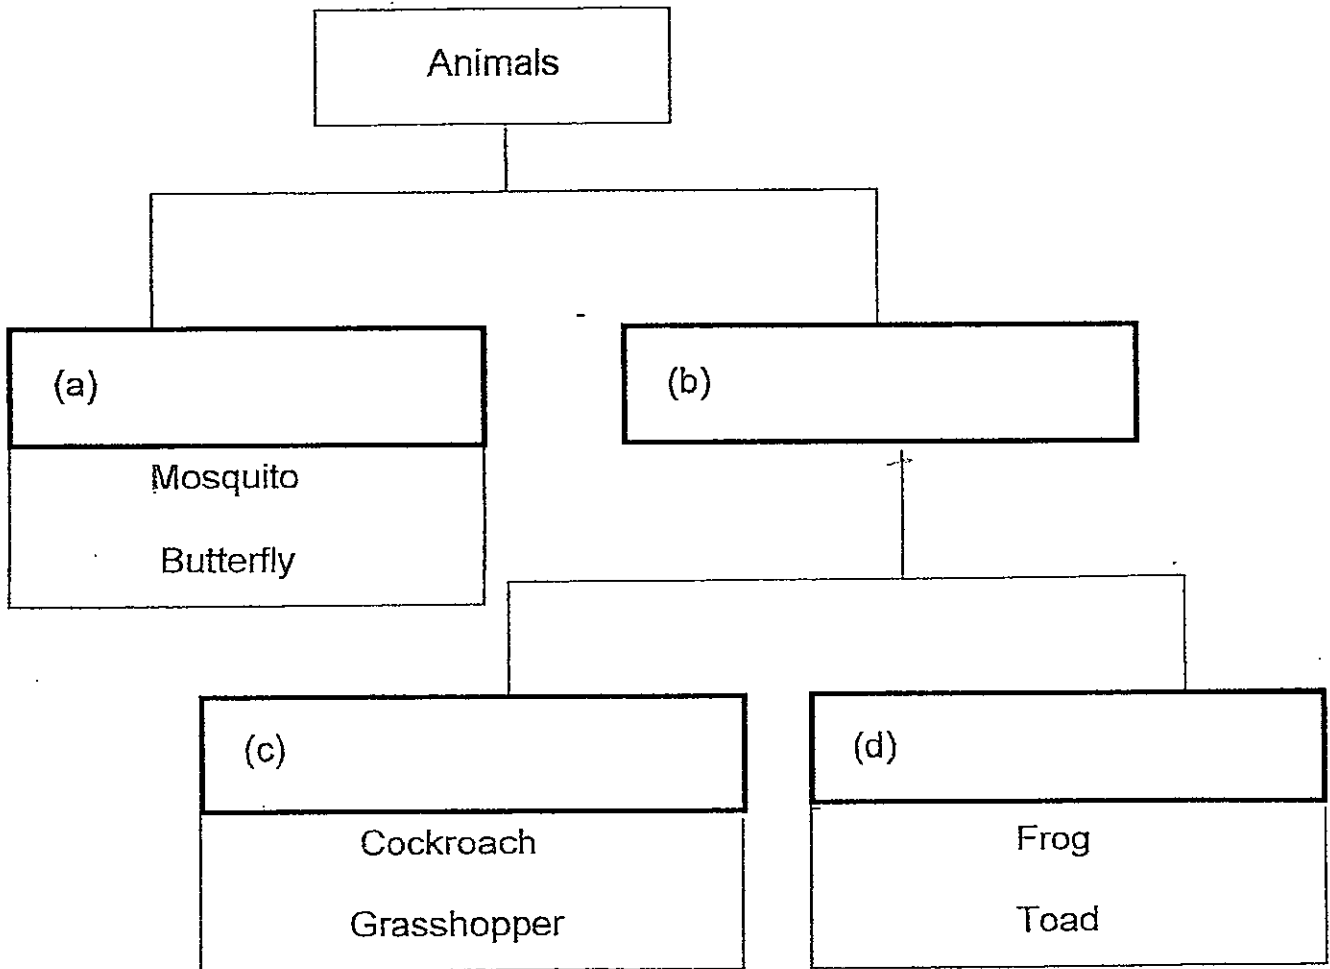 Animals
(a)
(b)
Mosquito
Butterfly
(c)
(d)
Cockroach
Frog
Grasshopper
Toad